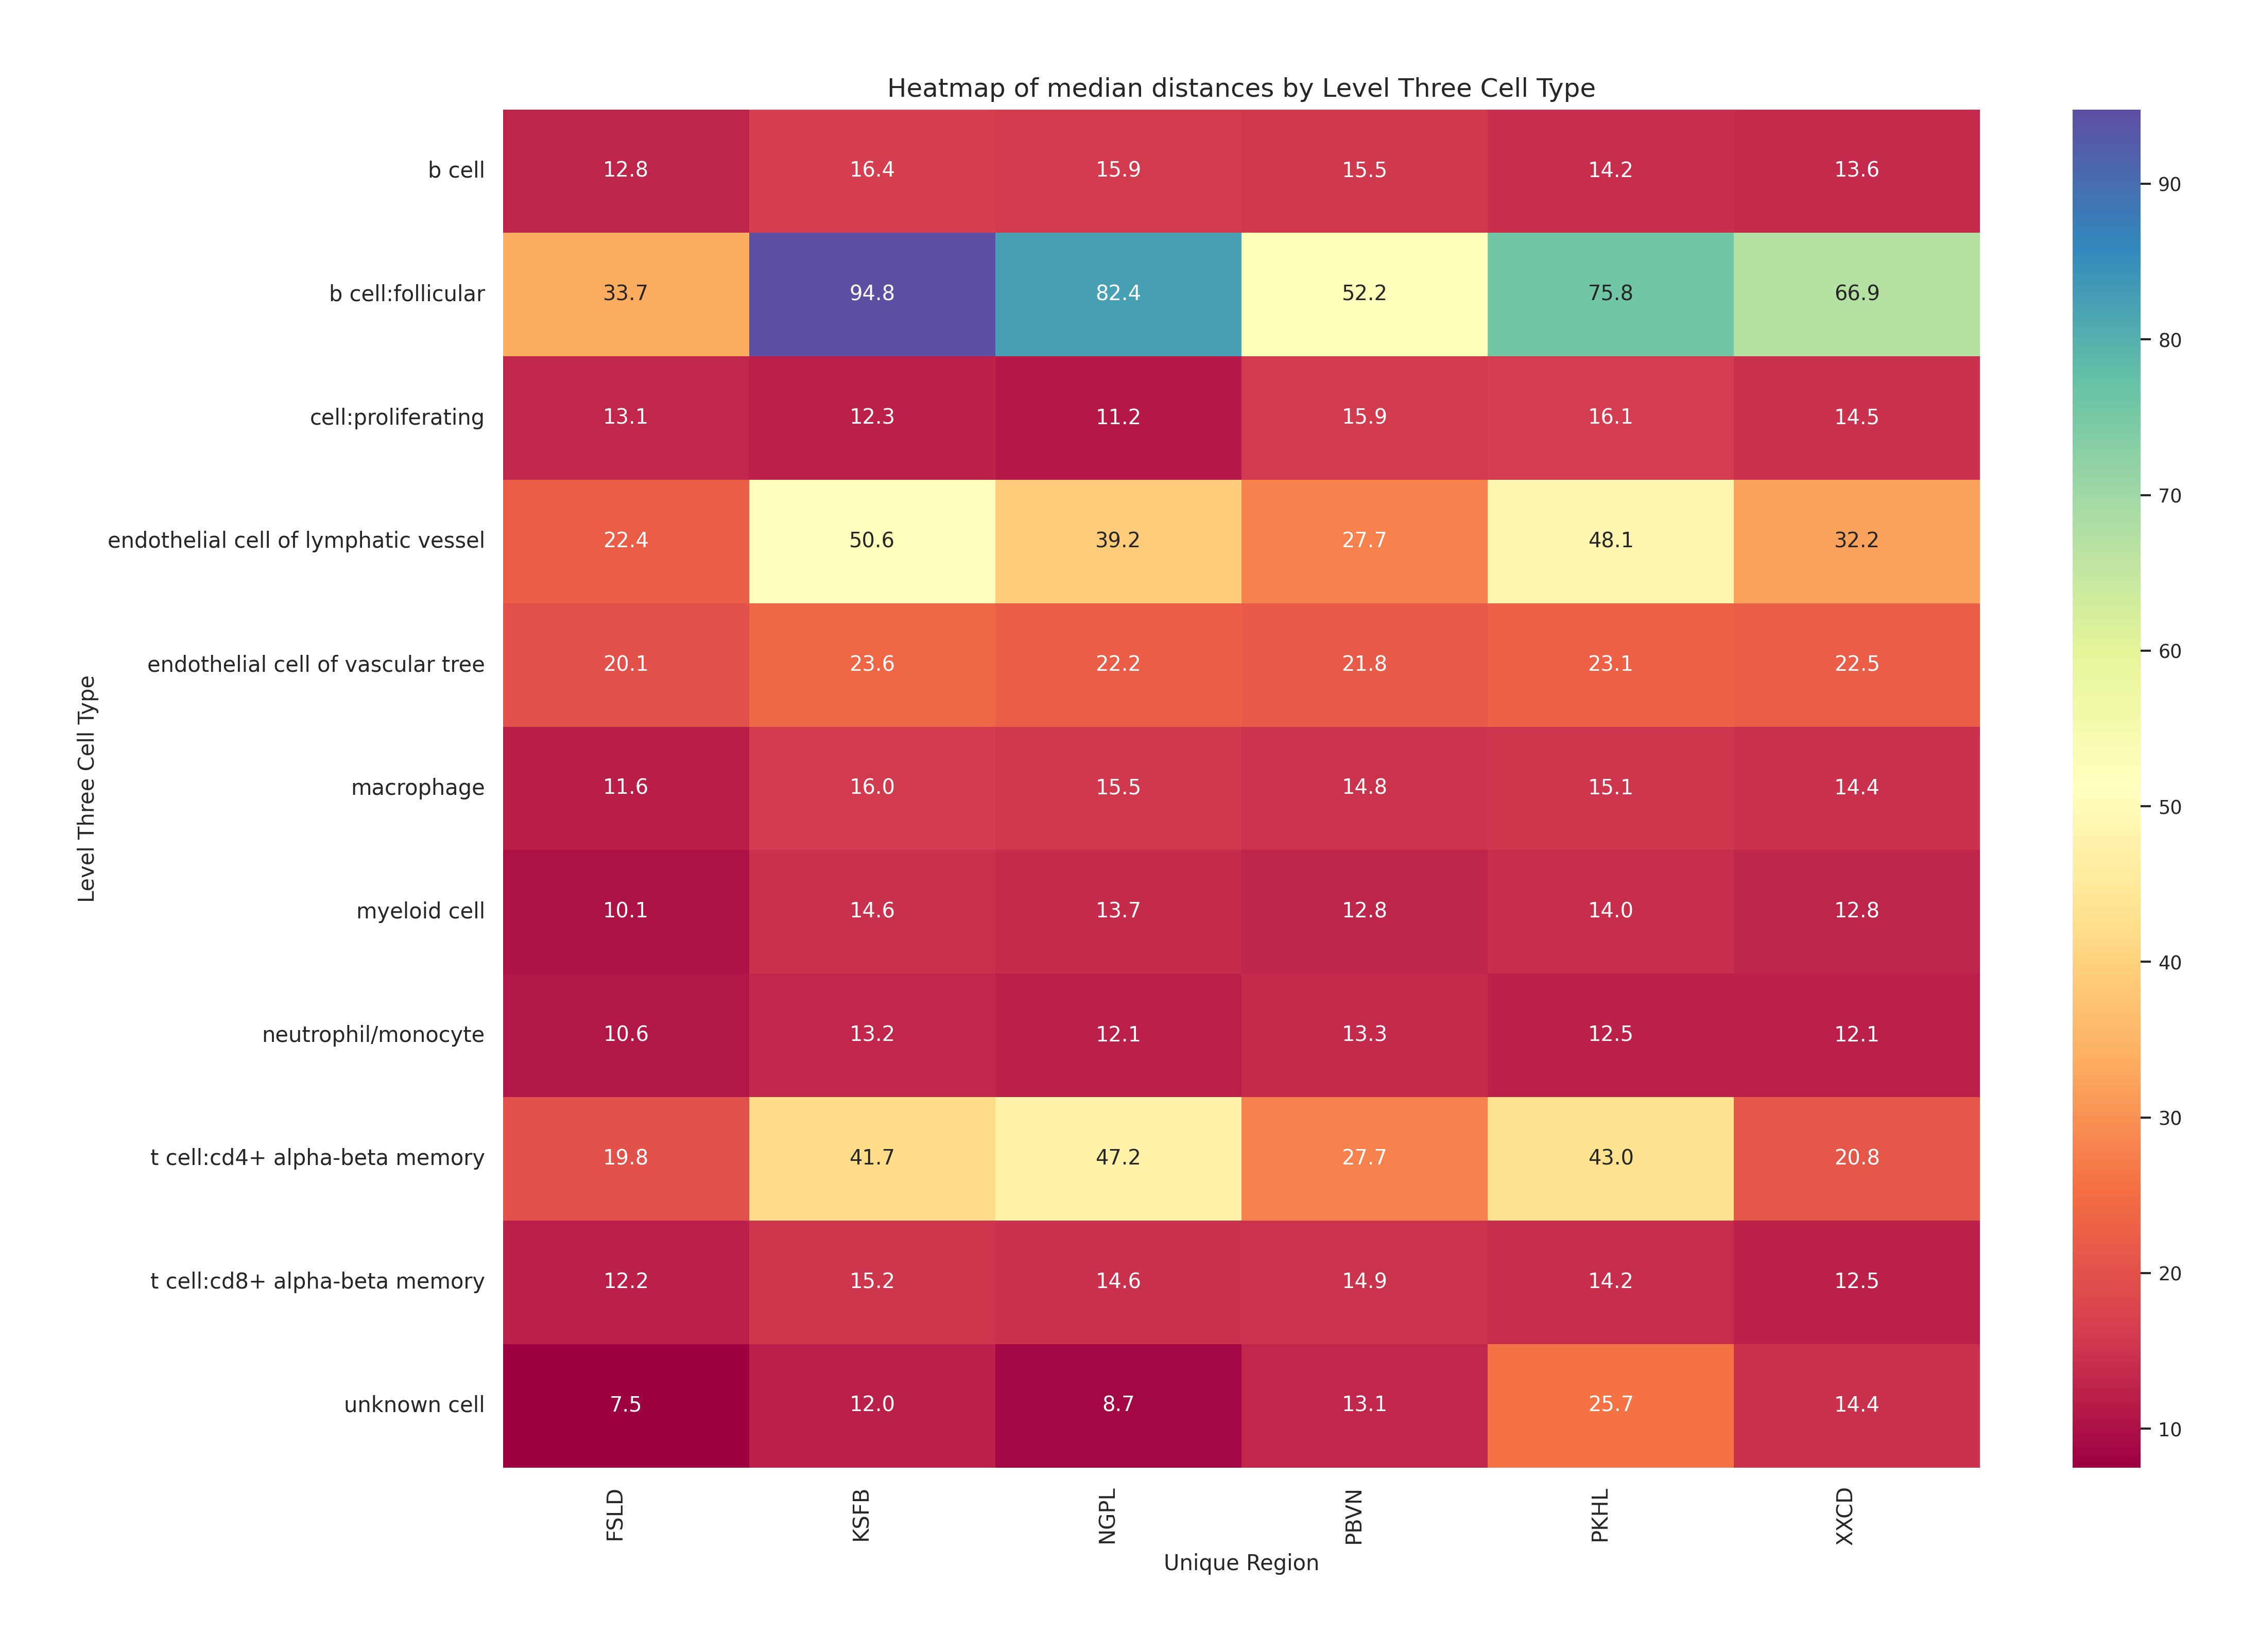 Heatmap of median distances by Level Three Cell Type
Level Three Cell Type
b cell 12.8 16.4 15.9 15.5 14.2 13.6
b cell:follicular 33.7 94.8 82.4 52.2 75.8 66.9
cell:proliferating 13.1 12.3 11.2 15.9 16.1 14.5
endothelial cell of lymphatic vessel 22.4 50.6 39.2 27.7 48.1 32.2
endothelial cell of vascular tree 20.1 23.6 22.2 21.8 23.1 22.5
macrophage 11.6 16.0 15.5 14.8 15.1 14.4
myeloid cell 10.1 14.6 13.7 12.8 14.0 12.8
neutrophil/monocyte 10.6 13.2 12.1 13.3 12.5 12.1
t cell:cd4+ alpha-beta memory 19.8 41.7 47.2 27.7 43.0 20.8
t cell:cd8+ alpha-beta memory 12.2 15.2 14.6 14.9 14.2 12.5
unknown cell 7.5 12.0 8.7 13.1 25.7 14.4
FSLD KSFB NGPL PBVN PKHL XXCD
Unique Region
90
80
70
60
50
40
30
20
10